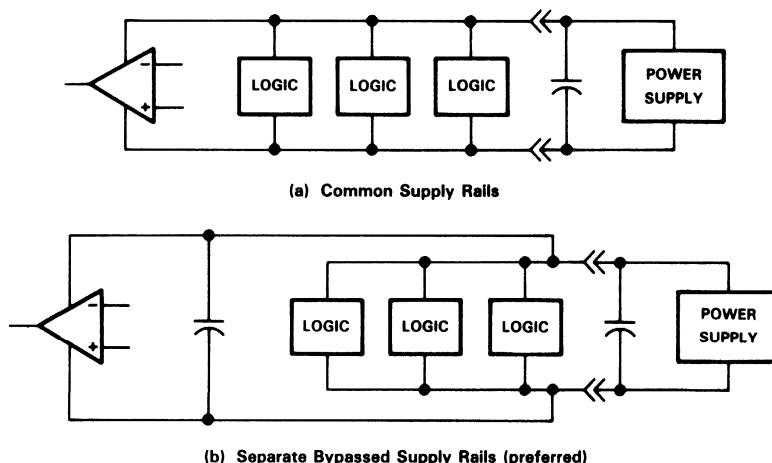 -
+
LOGIC LOGIC LOGIC
POWER
SUPPLY
(a) Common Supply Rails
-
+
LOGIC LOGIC LOGIC
POWER
SUPPLY
(b) Separate Bypassed Supply Rails (preferred)